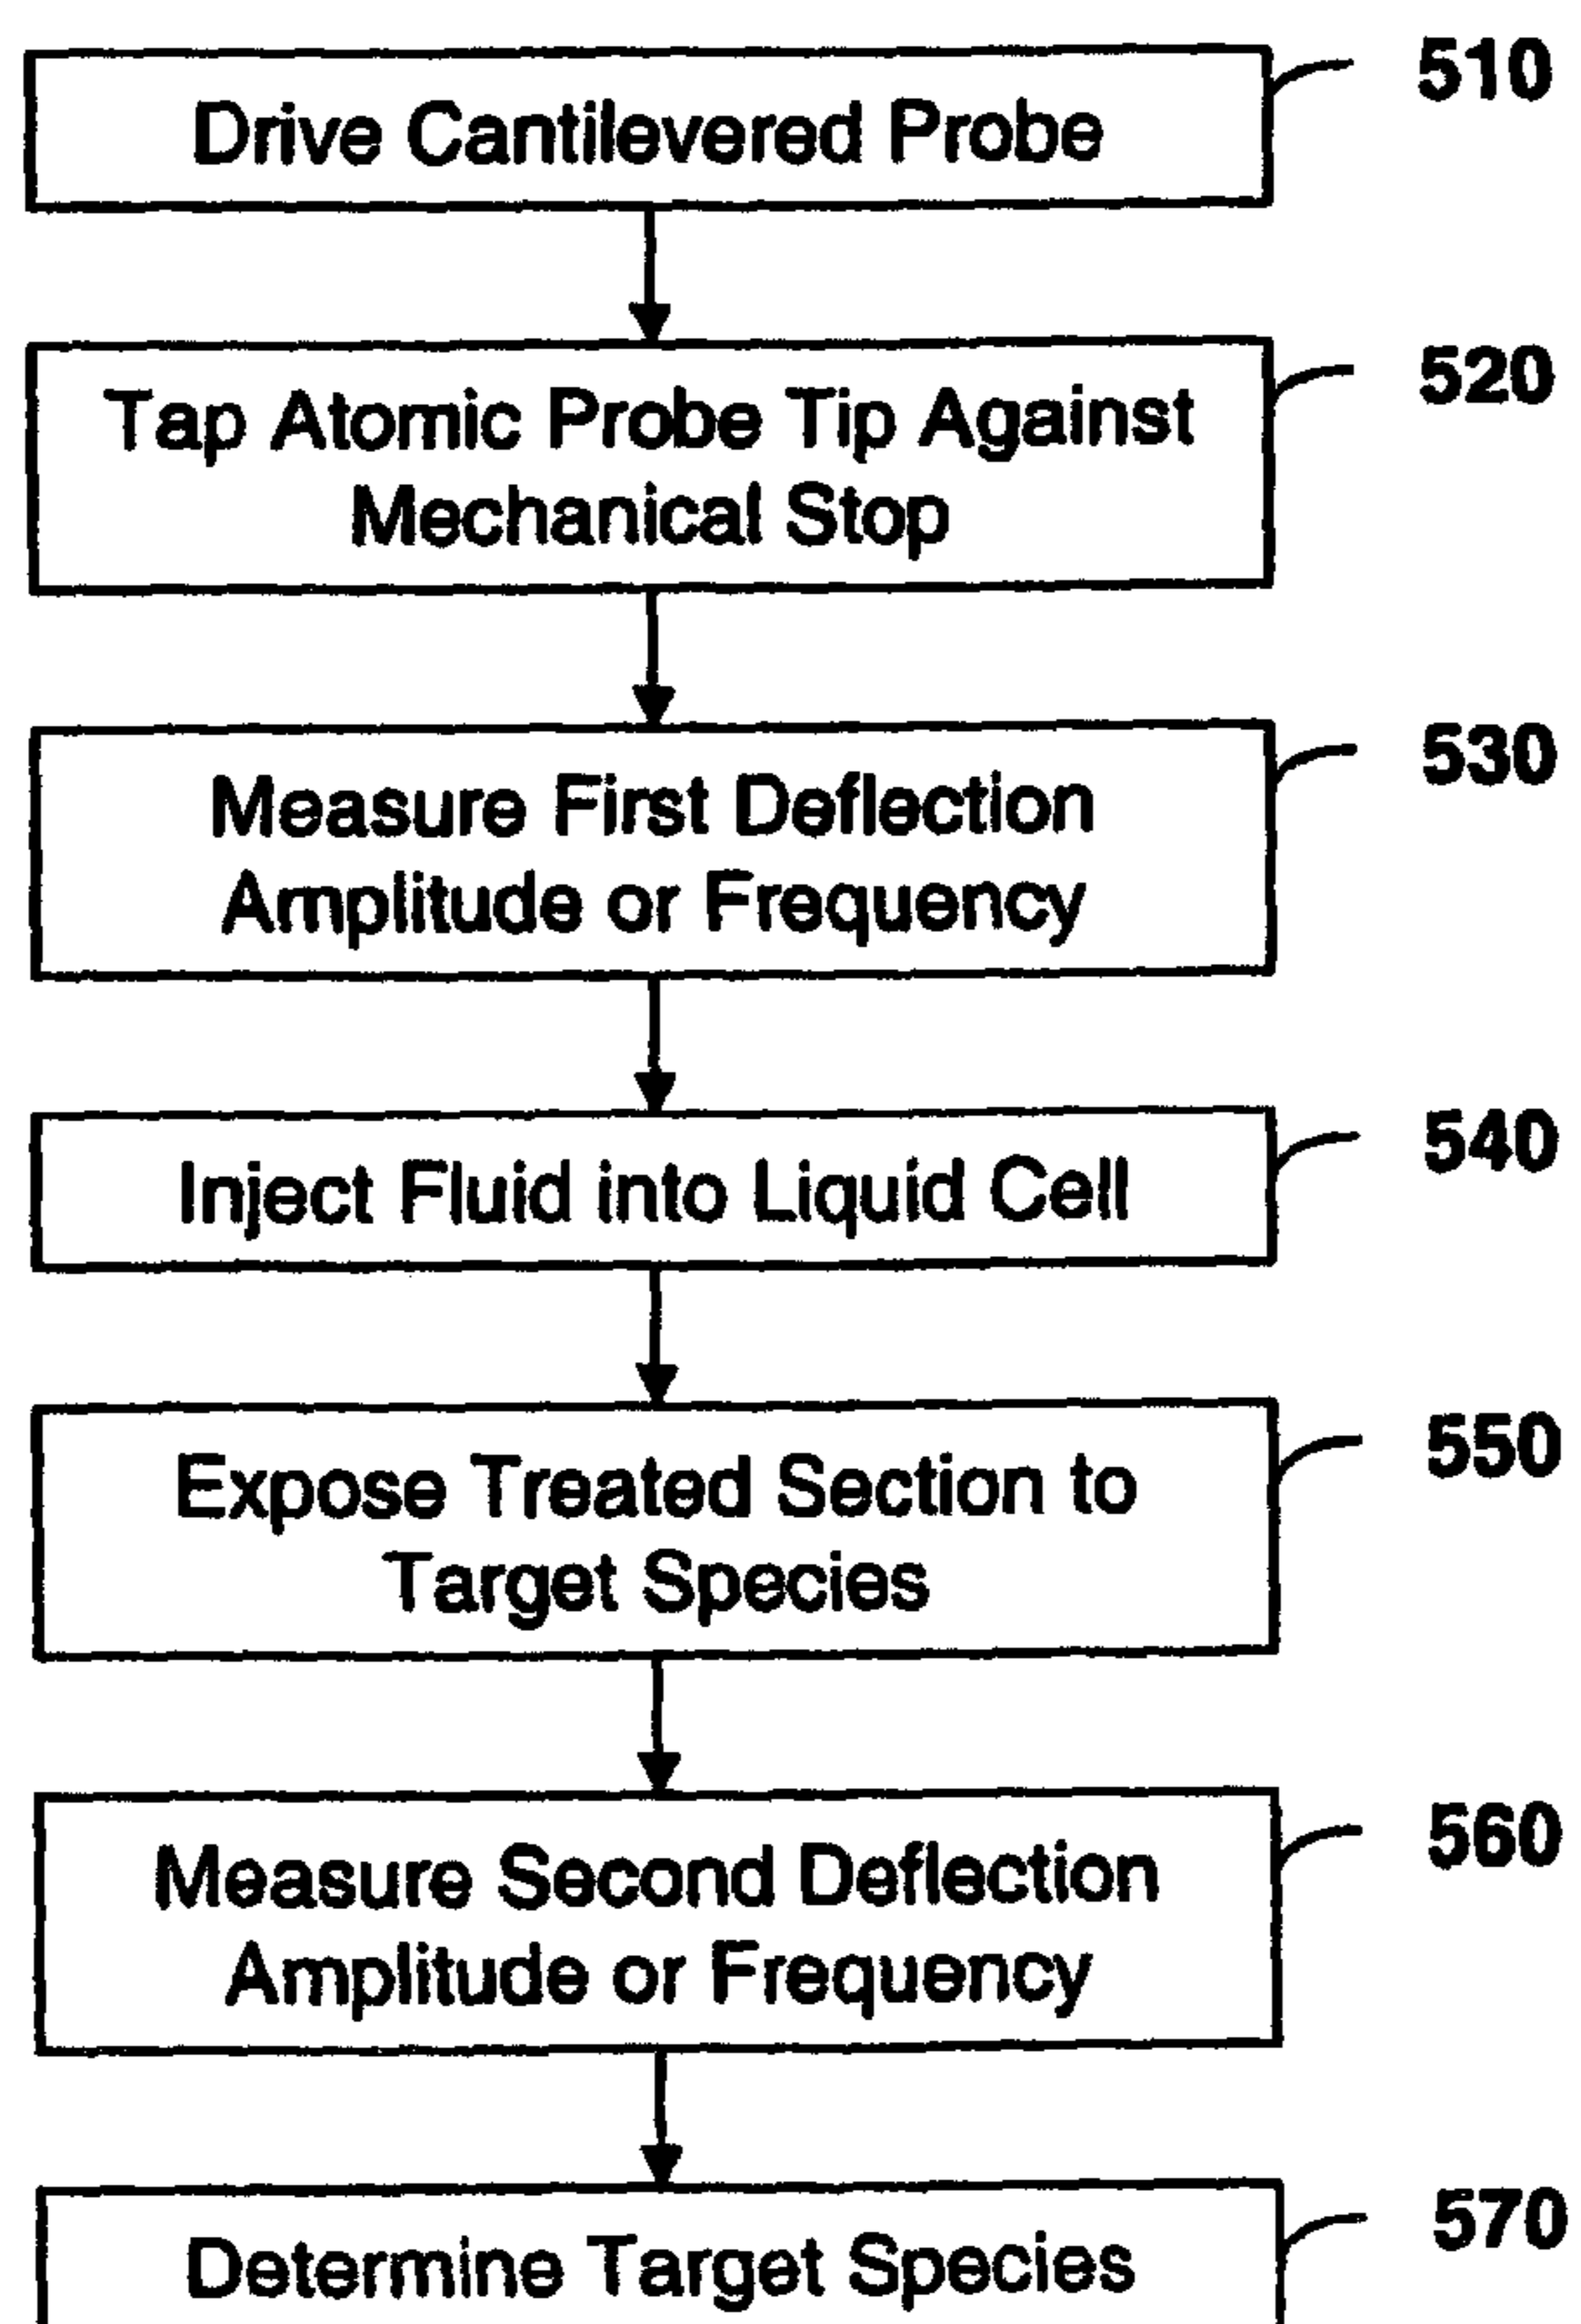 Drive Cantilevered Probe
510
Tap Atomic Probe Tip Against
Mechanical Stop
520
Measure First Deflection
Amplitude or Frequency
530
Inject Fluid into Liquid Cell
540
Expose Treated Section to
Target Species
550
Measure Second Deflection
Amplitude or Frequency
560
Determine Target Species
570